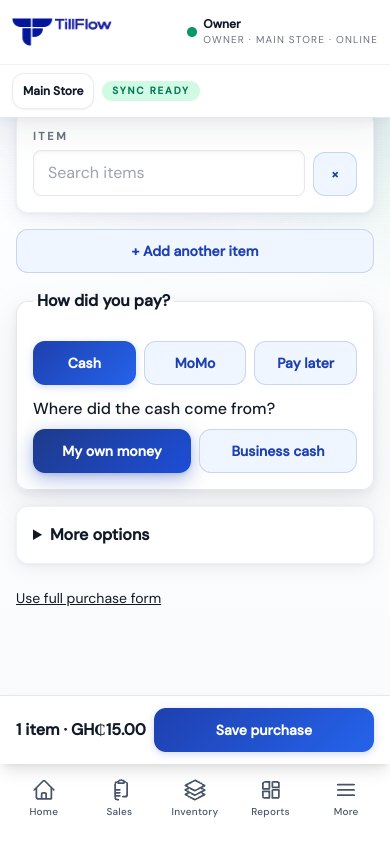 TillFlow
Owner
OWNER · MAIN STORE · ONLINE
Main Store
SYNC READY
ITEM
Search items
×
+ Add another item
How did you pay?
Cash
MoMo
Pay later
Where did the cash come from?
My own money
Business cash
More options
Use full purchase form
1 item · GH₵15.00
Save purchase
Home
Sales
Inventory
Reports
More